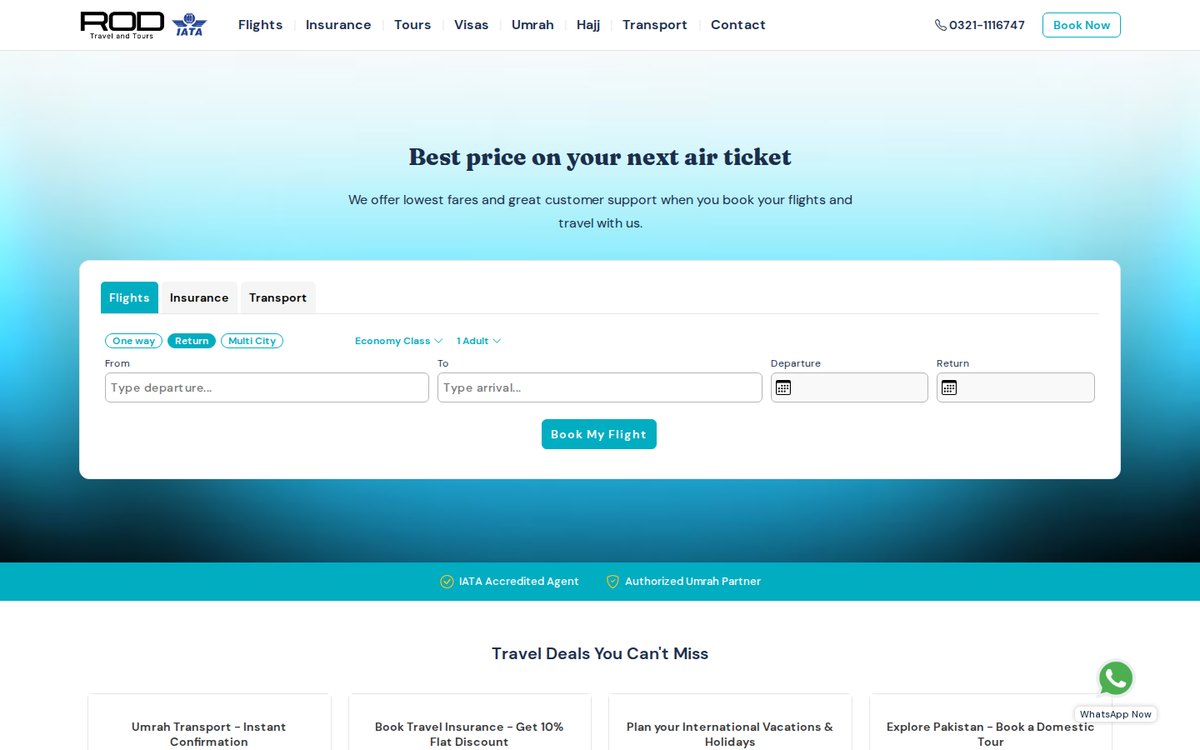 ROD
Travel and Tours
IATA
Flights
Insurance
Tours
Visas
Umrah
Hajj
Transport
Contact
0321-1116747
Book Now
Best price on your next air ticket
We offer lowest fares and great customer support when you book your flights and
travel with us.
Flights
Insurance
Transport
One way
Return
Multi City
Economy Class
1 Adult
From
To
Departure
Return
Type departure...
Type arrival...
Book My Flight
IATA Accredited Agent
Authorized Umrah Partner
Travel Deals You Can't Miss
Umrah Transport - Instant
Confirmation
Book Travel Insurance - Get 10%
Flat Discount
Plan your International Vacations &
Holidays
Explore Pakistan - Book a Domestic
Tour
WhatsApp Now